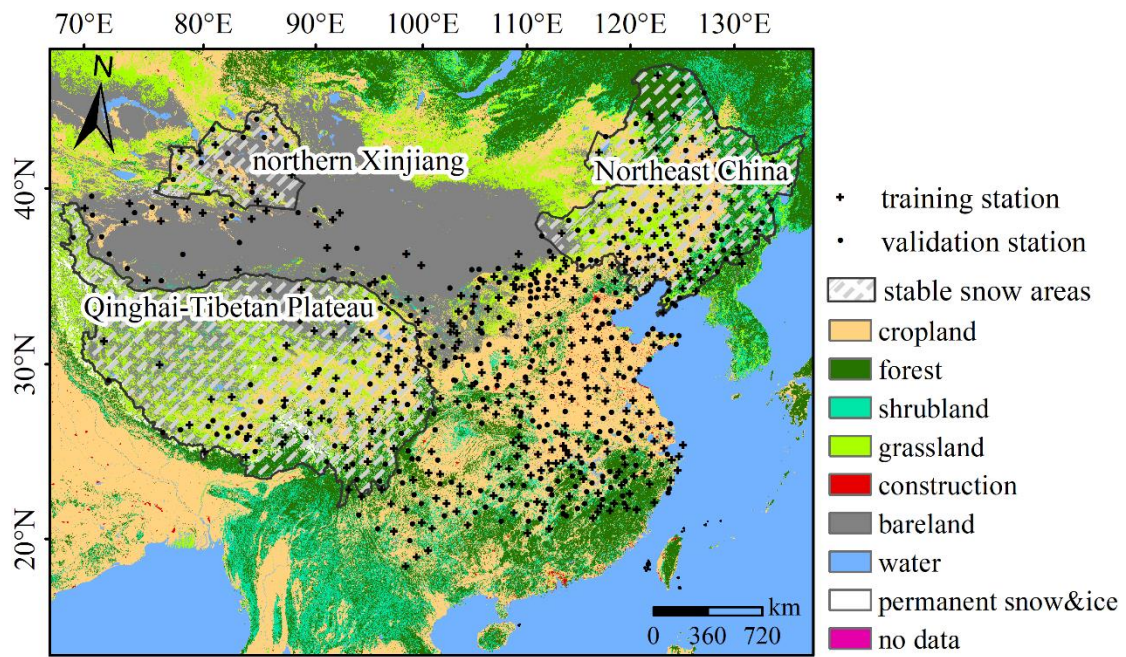 70°E 80°E 90°E 100°E 110°E 120°E 130°E
N
northern Xinjiang
Northeast China
40°N
Qinghai-Tibetan Plateau
30°N
20°N
km
0 360 720
training station
validation station
stable snow areas
cropland
forest
shrubland
grassland
construction
bareland
water
permanent snow&ice
no data